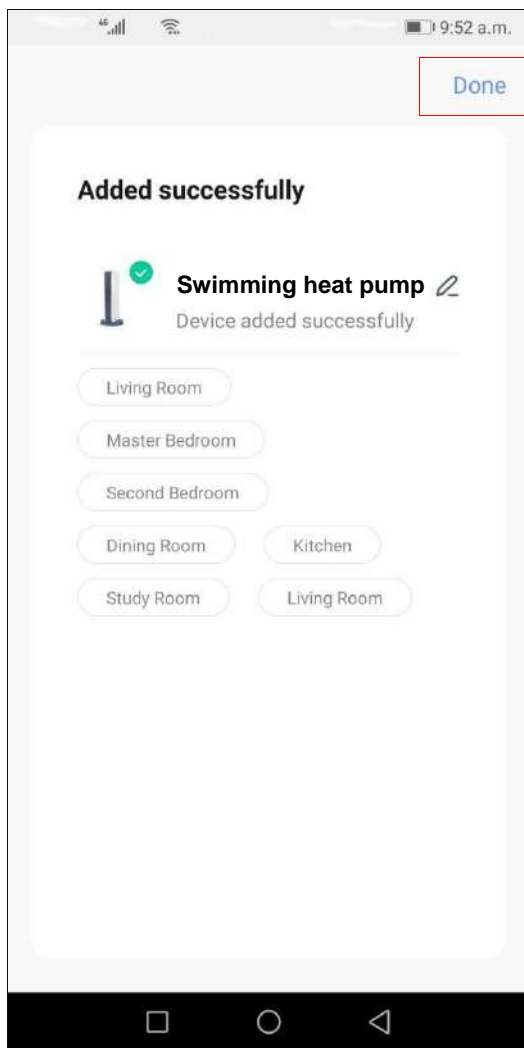 46 9:52 a.m.
Done
Added successfully
Swimming heat pump
Device added successfully
Living Room
Master Bedroom
Second Bedroom
Dining Room Kitchen
Study Room Living Room